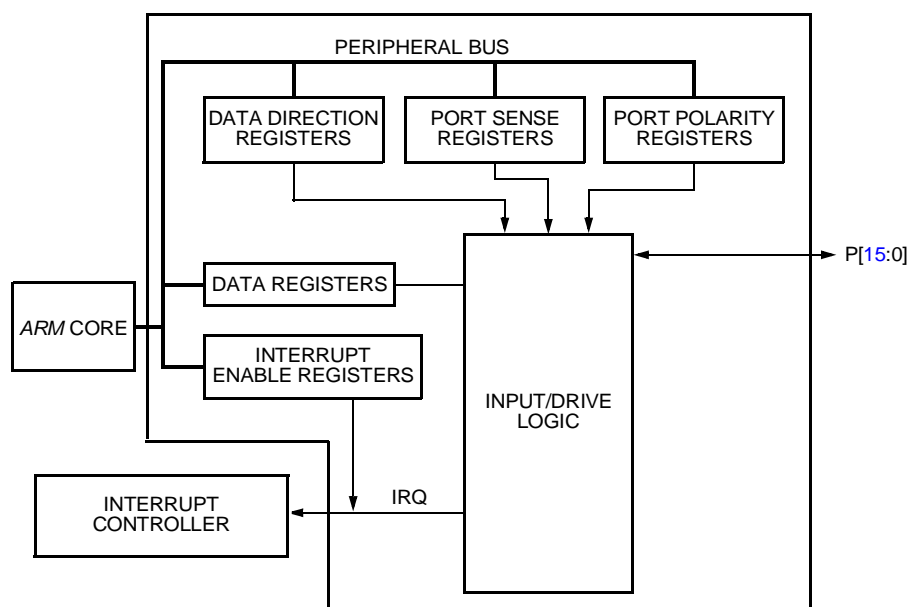 PERIPHERAL BUS
DATA DIRECTION
REGISTERS
PORT SENSE
REGISTERS
PORT POLARITY
REGISTERS
P[15:0]
DATA REGISTERS
ARM CORE
INTERRUPT
ENABLE REGISTERS
INPUT/DRIVE
LOGIC
IRQ
INTERRUPT
CONTROLLER